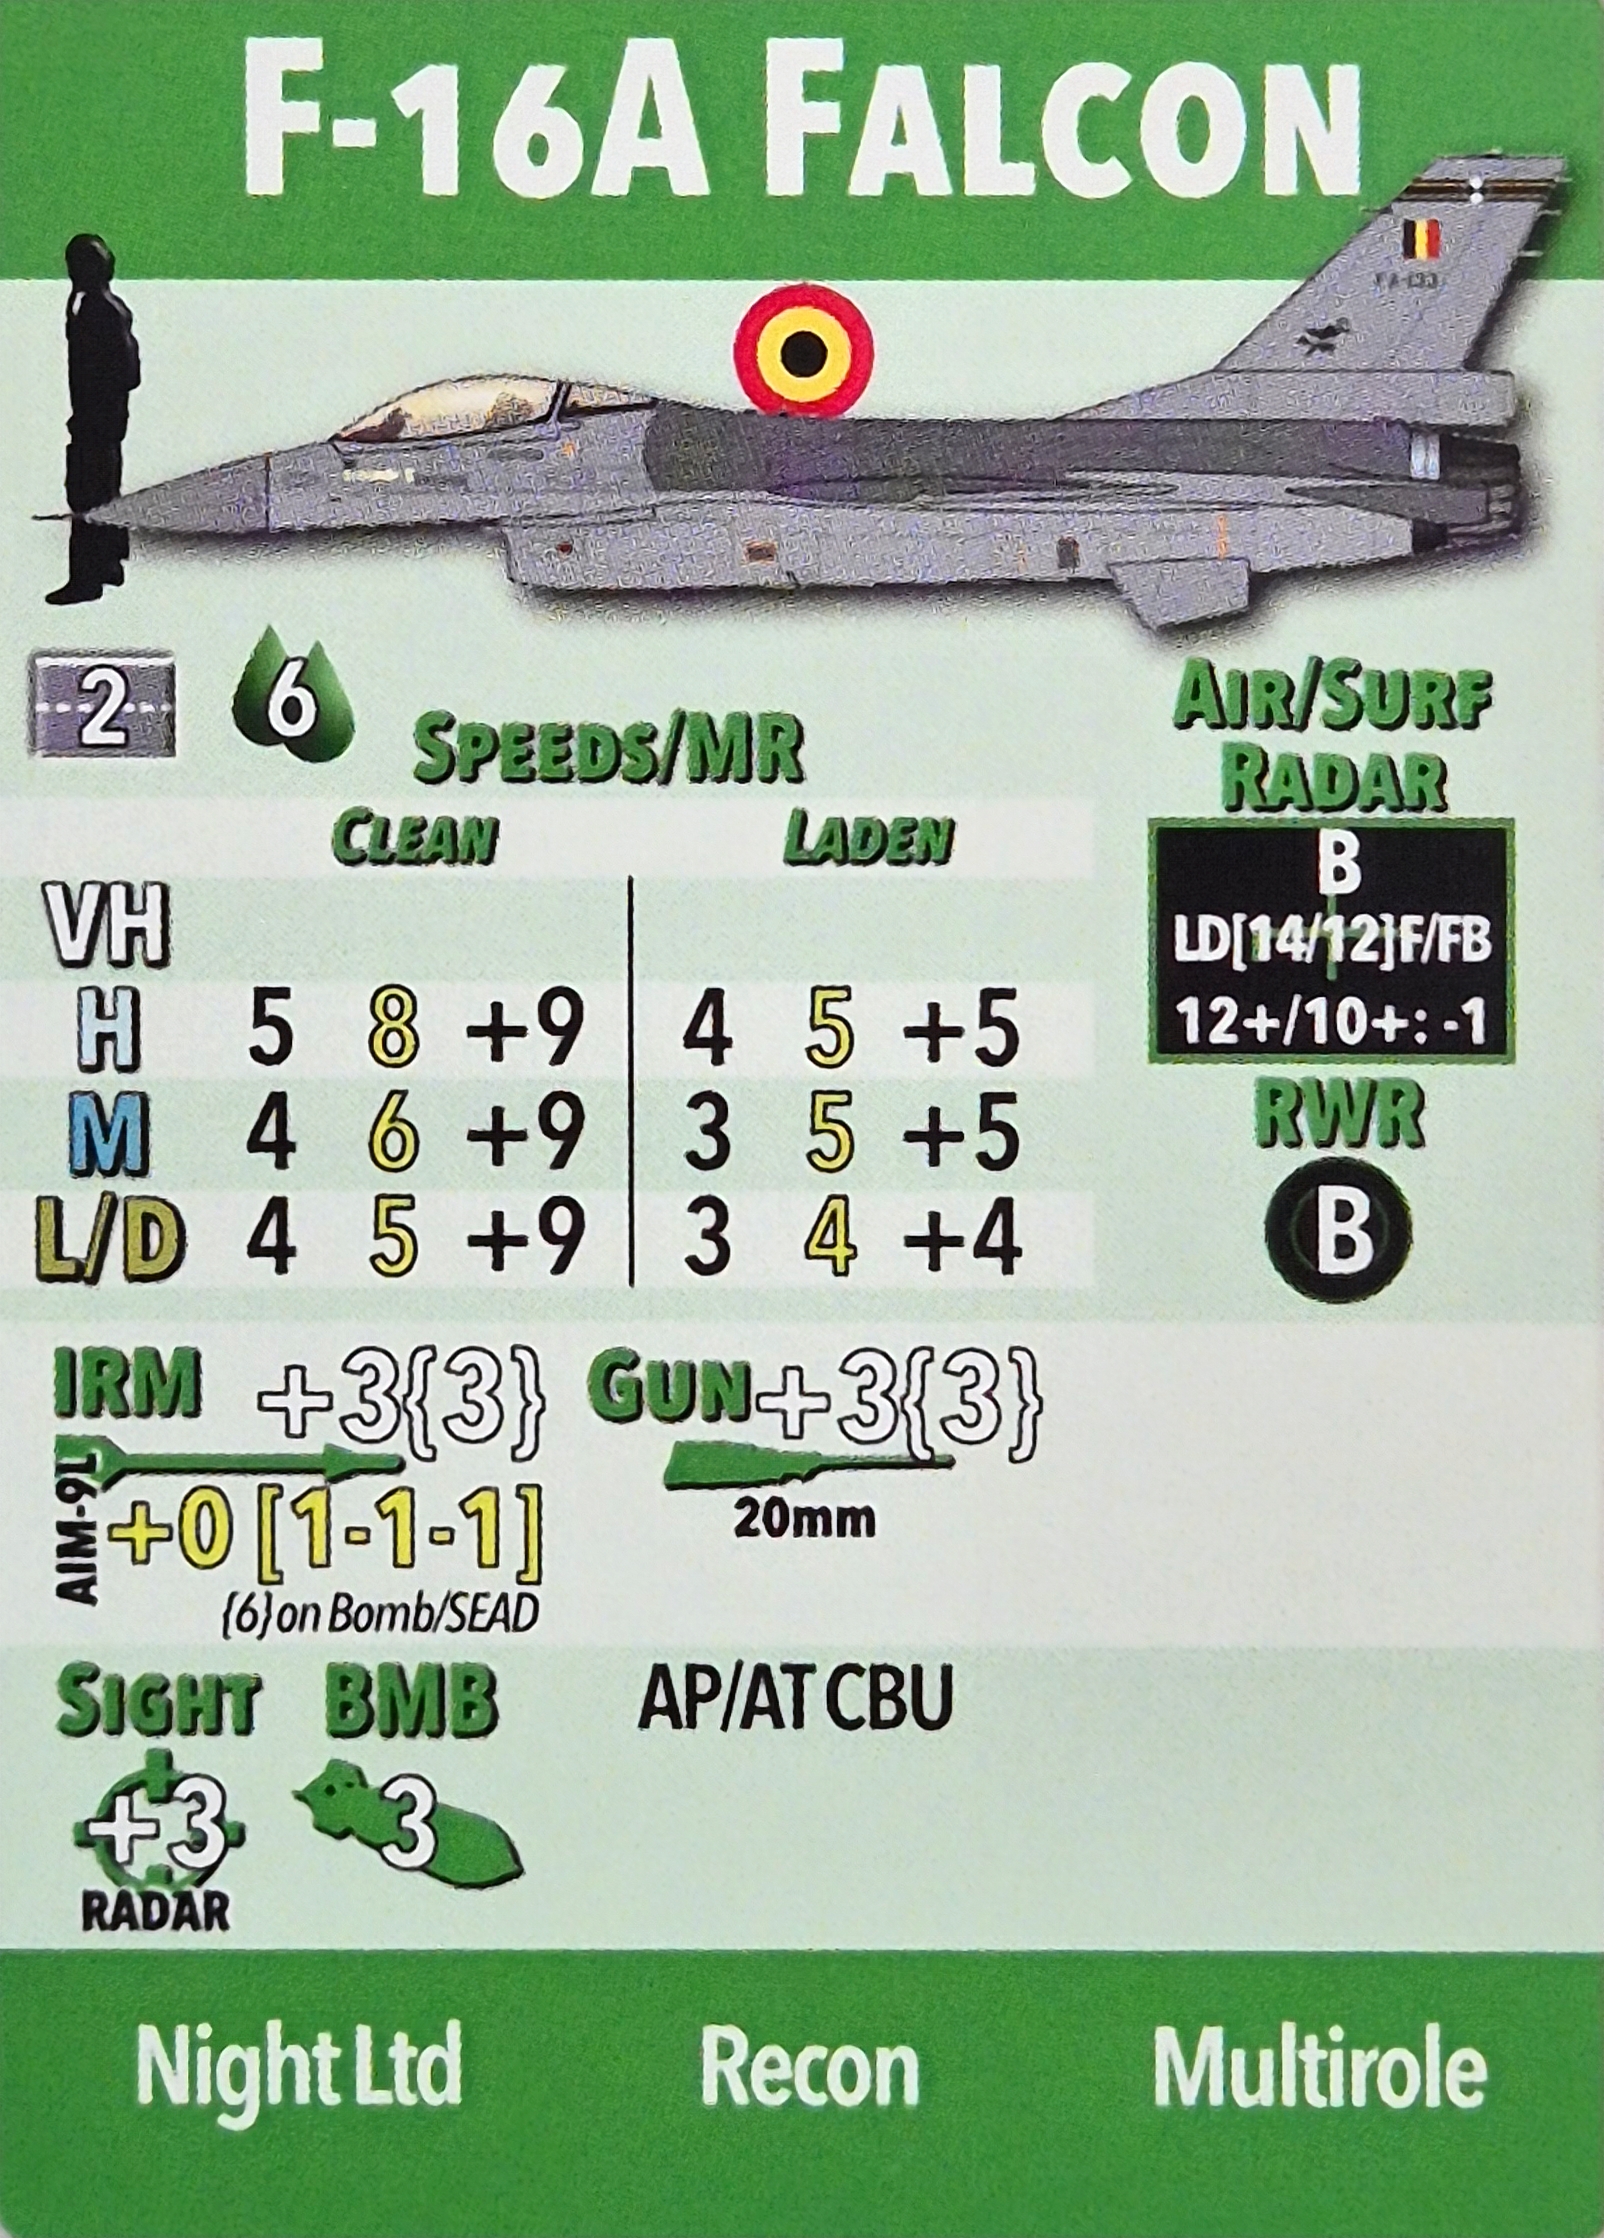 F-16A FALCON
2 6
SPEEDS/MR
CLEAN LADEN
VH
H 5 8 +9 4 5 +5
M 4 6 +9 3 5 +5
L/D 4 5 +9 3 4 +4
AIR/SURF
RADAR
B
LD[14/12]F/FB
12+/10+: -1
RWR
B
IRM +3{3}
AIM-9L
+0 [1-1-1]
{6} on Bomb/SEAD
GUN +3{3}
20mm
SIGHT BMB AP/AT CBU
+3 3
RADAR
Night Ltd Recon Multirole